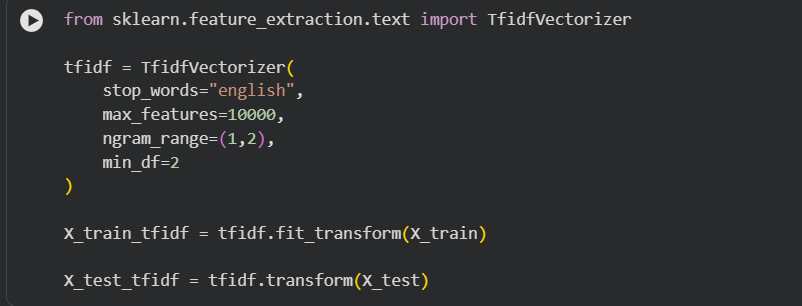 from sklearn.feature_extraction.text import TfidfVectorizer
tfidf = TfidfVectorizer(
    stop_words="english",
    max_features=10000,
    ngram_range=(1,2),
    min_df=2
)
X_train_tfidf = tfidf.fit_transform(X_train)
X_test_tfidf = tfidf.transform(X_test)